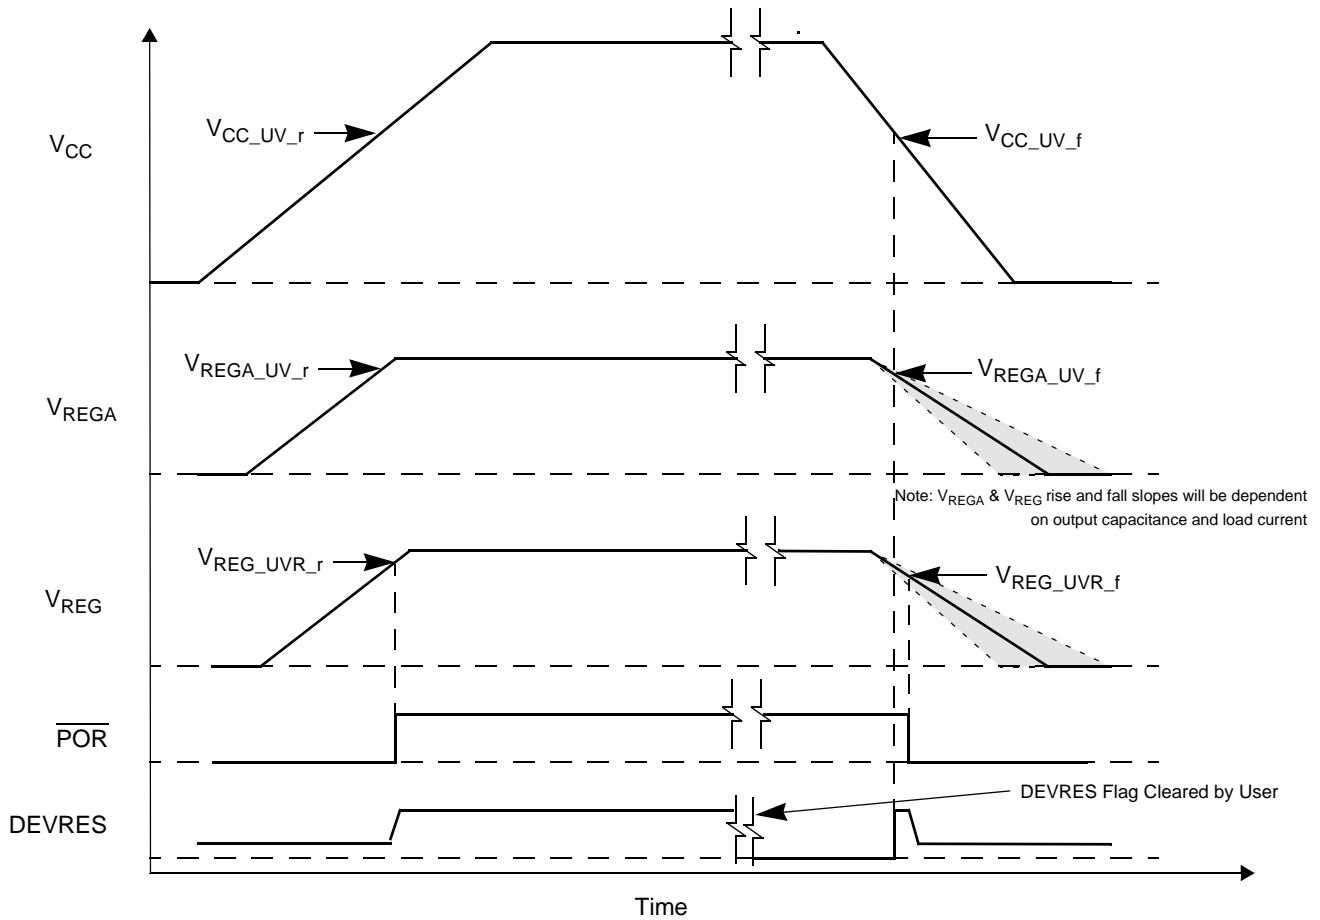 V_CC_UV_r
V_CC
V_CC_UV_f
V_REGA_UV_r
V_REGA_UV_f
V_REGA
Note: V_REGA & V_REG rise and fall slopes will be dependent
on output capacitance and load current
V_REG_UVR_r
V_REG_UVR_f
V_REG
POR
DEVRES Flag Cleared by User
DEVRES
Time